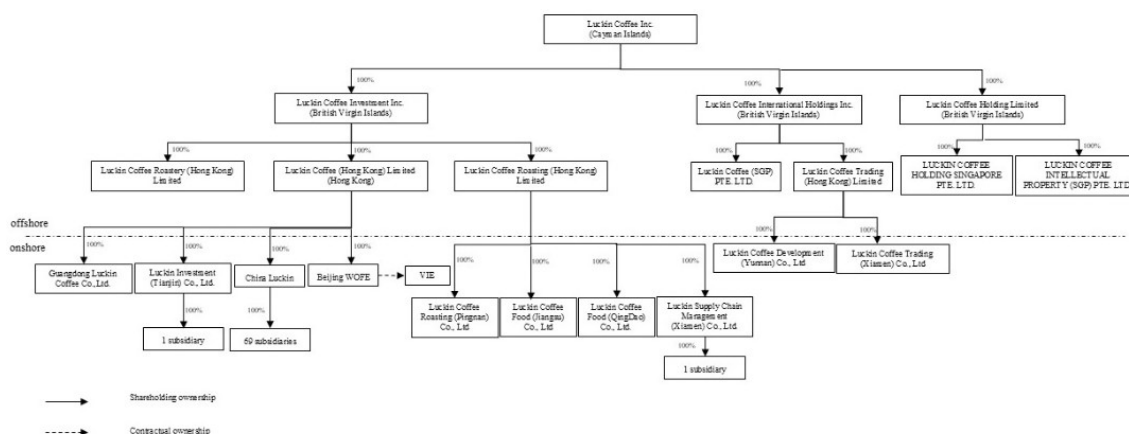 Luckin Coffee Inc.
(Cayman Islands)
100%
100%
100%
Luckin Coffee Investment Inc.
(British Virgin Islands)
Luckin Coffee International Holdings Inc.
(British Virgin Islands)
Luckin Coffee Holding Limited
(British Virgin Islands)
100%
100%
100%
100%
100%
100%
100%
Luckin Coffee Roastery (Hong Kong)
Limited
Luckin Coffee (Hong Kong) Limited
(Hong Kong)
Luckin Coffee Roasting (Hong Kong)
Limited
Luckin Coffee (SGP)
PTE. LTD.
Luckin Coffee Trading
(Hong Kong) Limited
LUCKIN COFFEE
HOLDING SINGAPORE
PTE. LTD.
LUCKIN COFFEE
INTELLECTUAL
PROPERTY (SGP) PTE. LTD
offshore
onshore
100%
100%
100%
100%
100%
100%
Guangdong Luckin
Coffee Co., Ltd.
Luckin Investment
(Tianjin) Co., Ltd.
China Luckin
Beijing WOFE
VIE
Luckin Coffee Development
(Yunnan) Co., Ltd
Luckin Coffee Trading
(Xiamen) Co., Ltd
100%
100%
100%
100%
Luckin Coffee
Roasting (Pingnan)
Co., Ltd
Luckin Coffee
Food (Jiangsu) Co.,
Ltd
Luckin Coffee
Food (QingDao)
Co., Ltd
Luckin Supply Chain
Management
(Xiamen) Co., Ltd.
100%
100%
1 subsidiary
69 subsidiaries
100%
1 subsidiary
Shareholding ownership
Contractual ownership